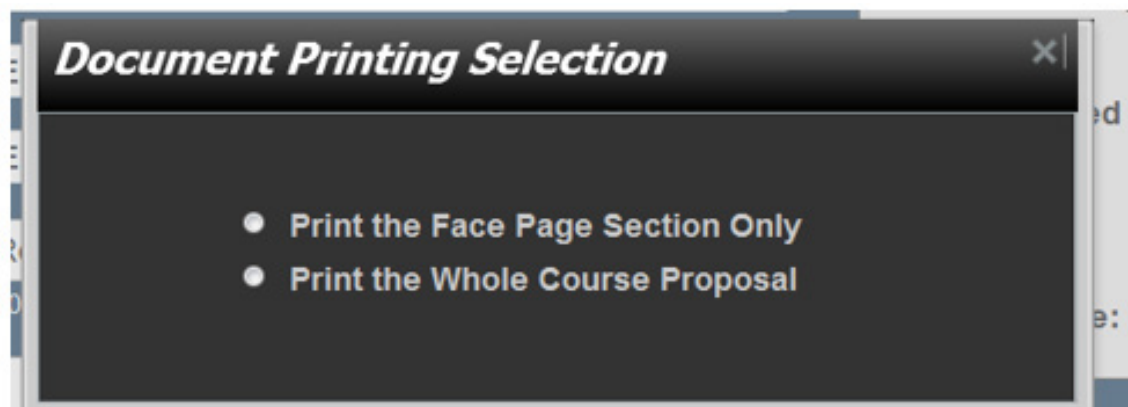 Document Printing Selection
Print the Face Page Section Only
Print the Whole Course Proposal